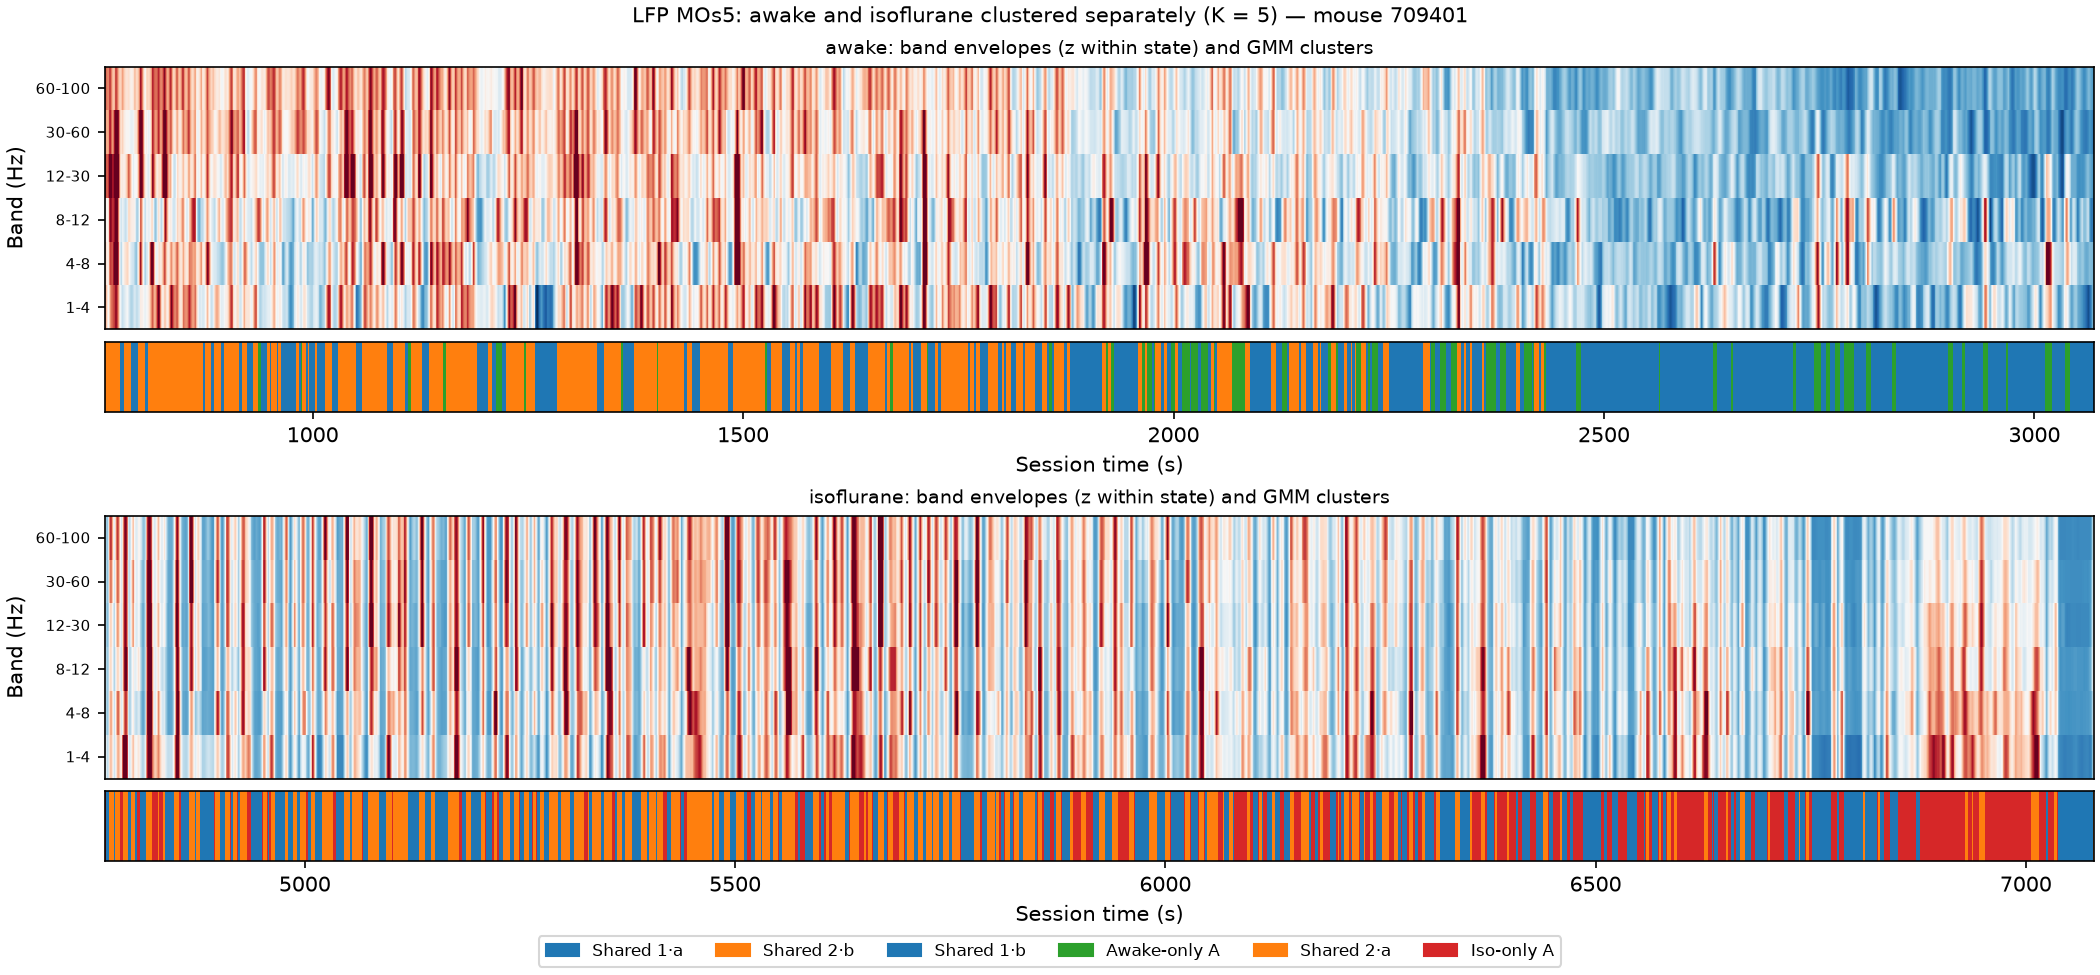 LFP MOs5: awake and isoflurane clustered separately (K = 5) — mouse 709401
awake: band envelopes (z within state) and GMM clusters
Band (Hz)
60-100
30-60
12-30
8-12
4-8
1-4
1000 1500 2000 2500 3000
Session time (s)
isoflurane: band envelopes (z within state) and GMM clusters
Band (Hz)
60-100
30-60
12-30
8-12
4-8
1-4
5000 5500 6000 6500 7000
Session time (s)
Shared 1·a Shared 2·b Shared 1·b Awake-only A Shared 2·a Iso-only A